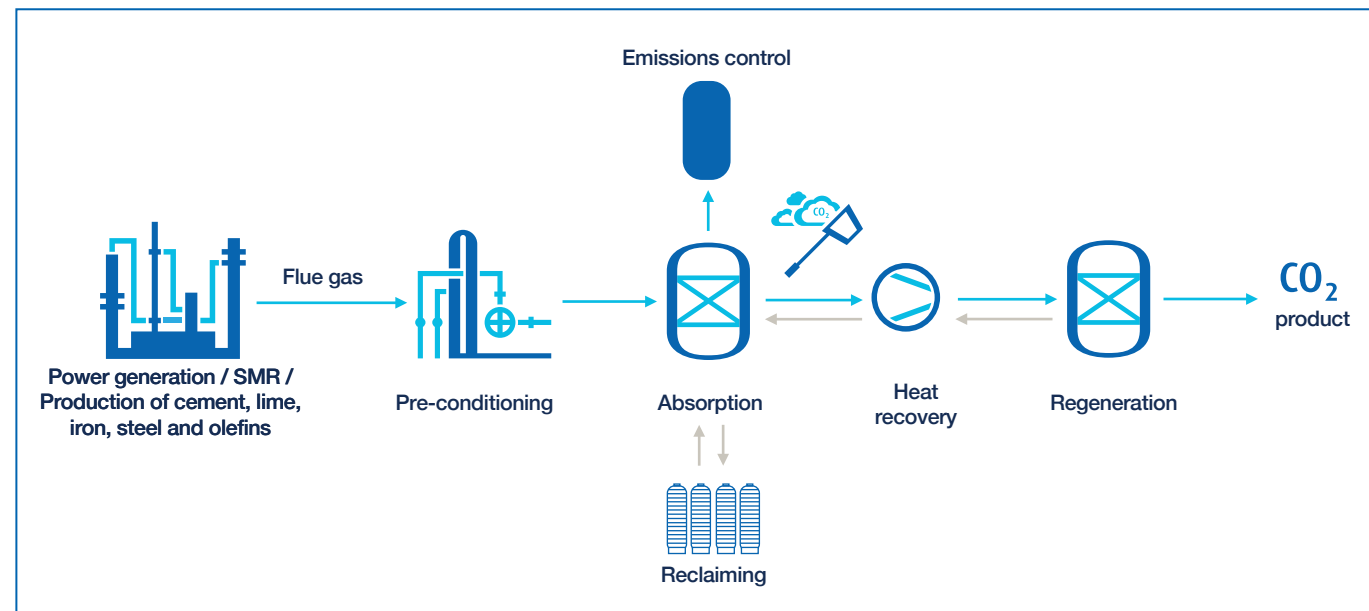 Emissions control
CO₂
Flue gas
CO₂
product
Power generation / SMR /
Production of cement, lime,
iron, steel and olefins
Pre-conditioning
Absorption
Heat
recovery
Regeneration
Reclaiming